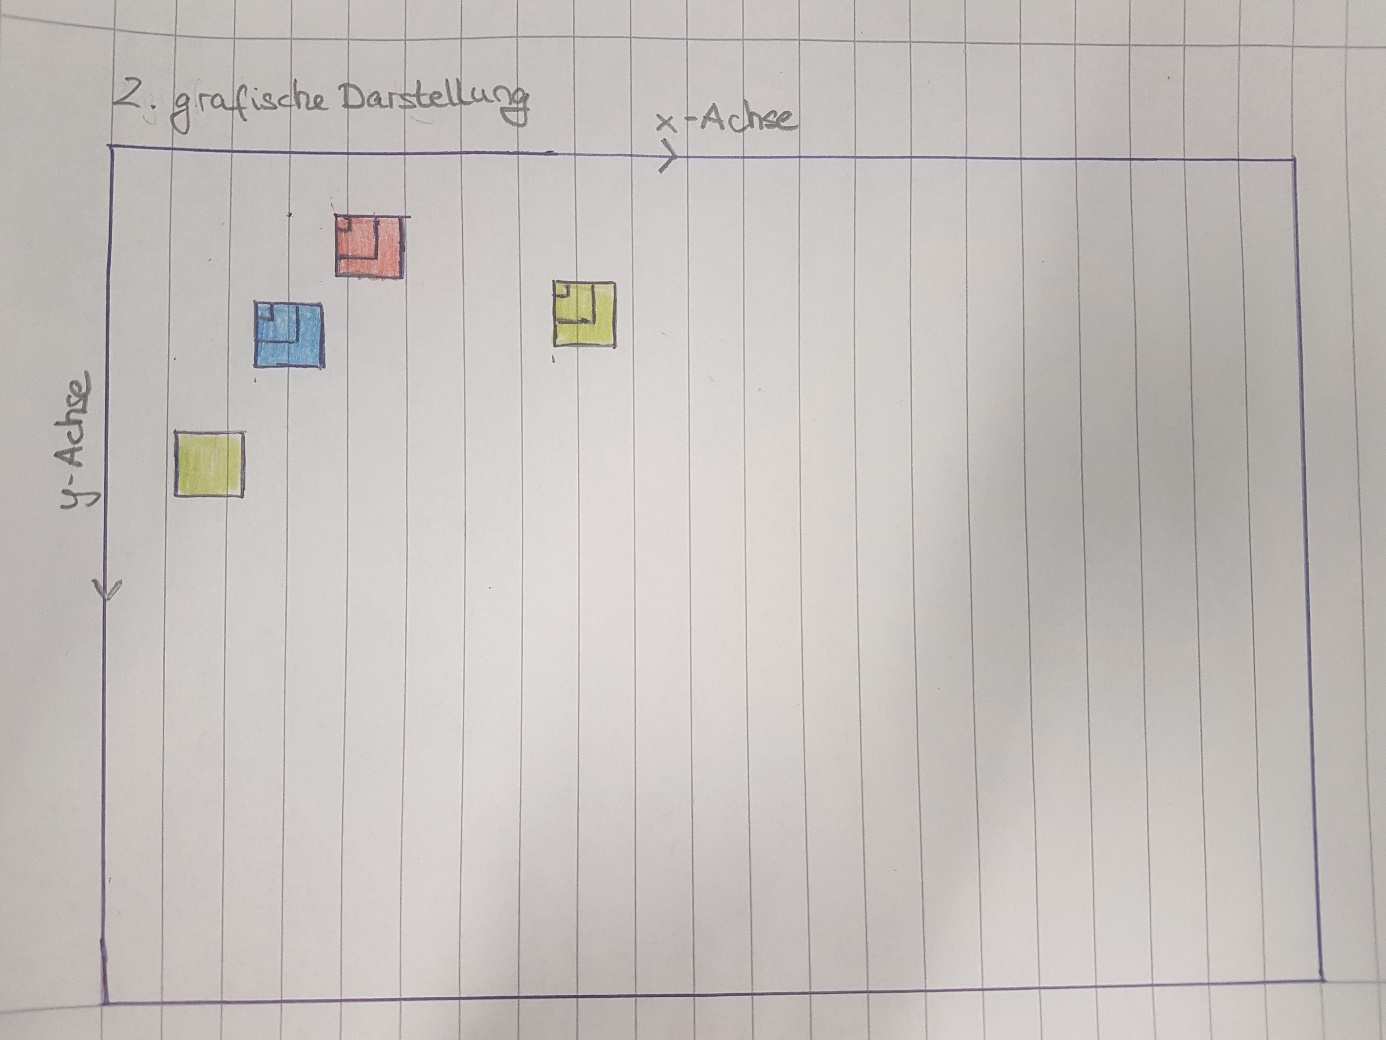 2. grafische Darstellung
x-Achse
y-Achse